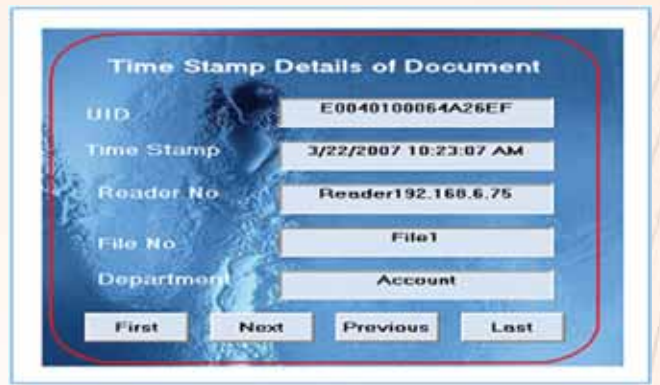 Time Stamp Details of Document
UID E0040100064A26EF
Time Stamp 3/22/2007 10:23:07 AM
Reader No Reader192.168.6.75
File No File1
Department Account
First Next Previous Last